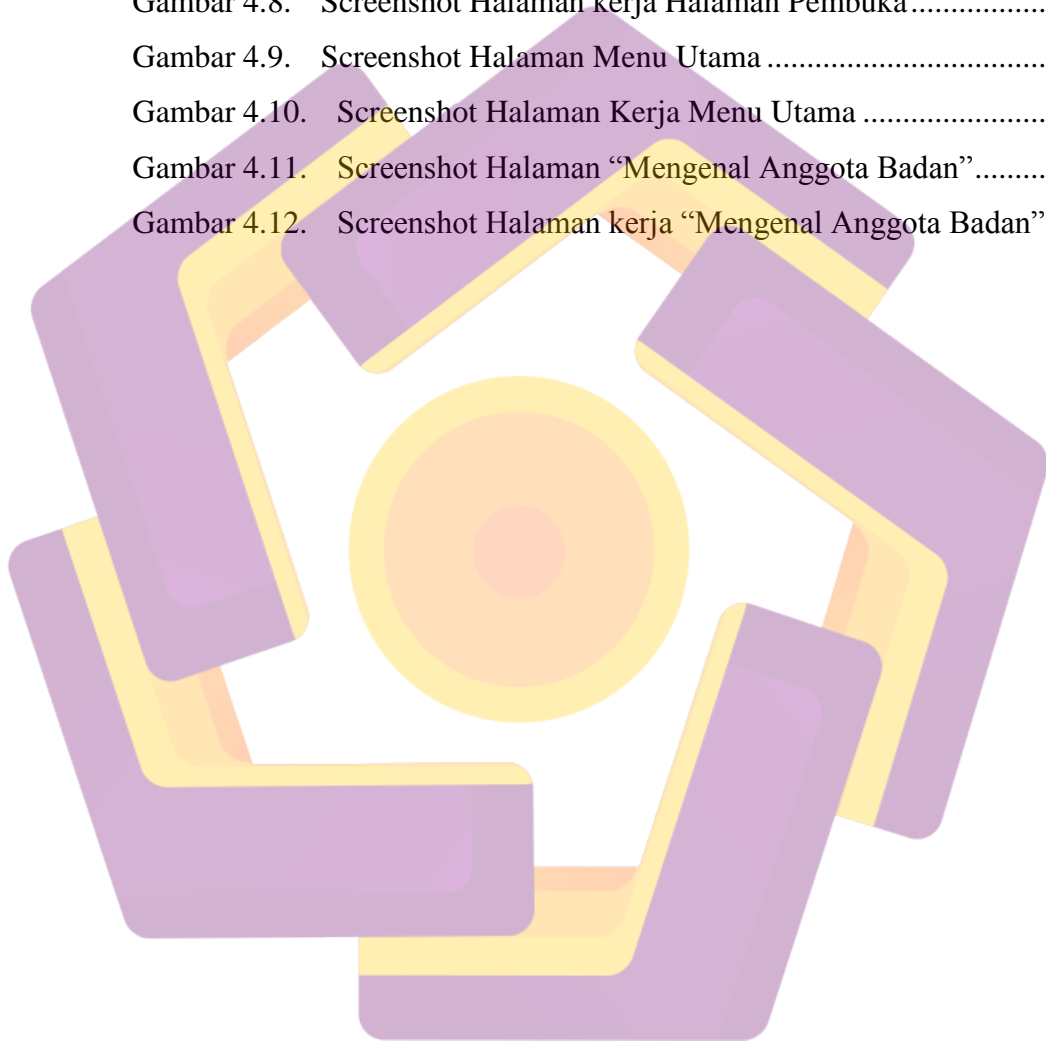 Gambar 4.8. Screenshot Halaman kerja Halaman Pembuka.................
Gambar 4.9. Screenshot Halaman Menu Utama ...................................
Gambar 4.10. Screenshot Halaman Kerja Menu Utama .......................
Gambar 4.11. Screenshot Halaman “Mengenal Anggota Badan”.........
Gambar 4.12. Screenshot Halaman kerja “Mengenal Anggota Badan”